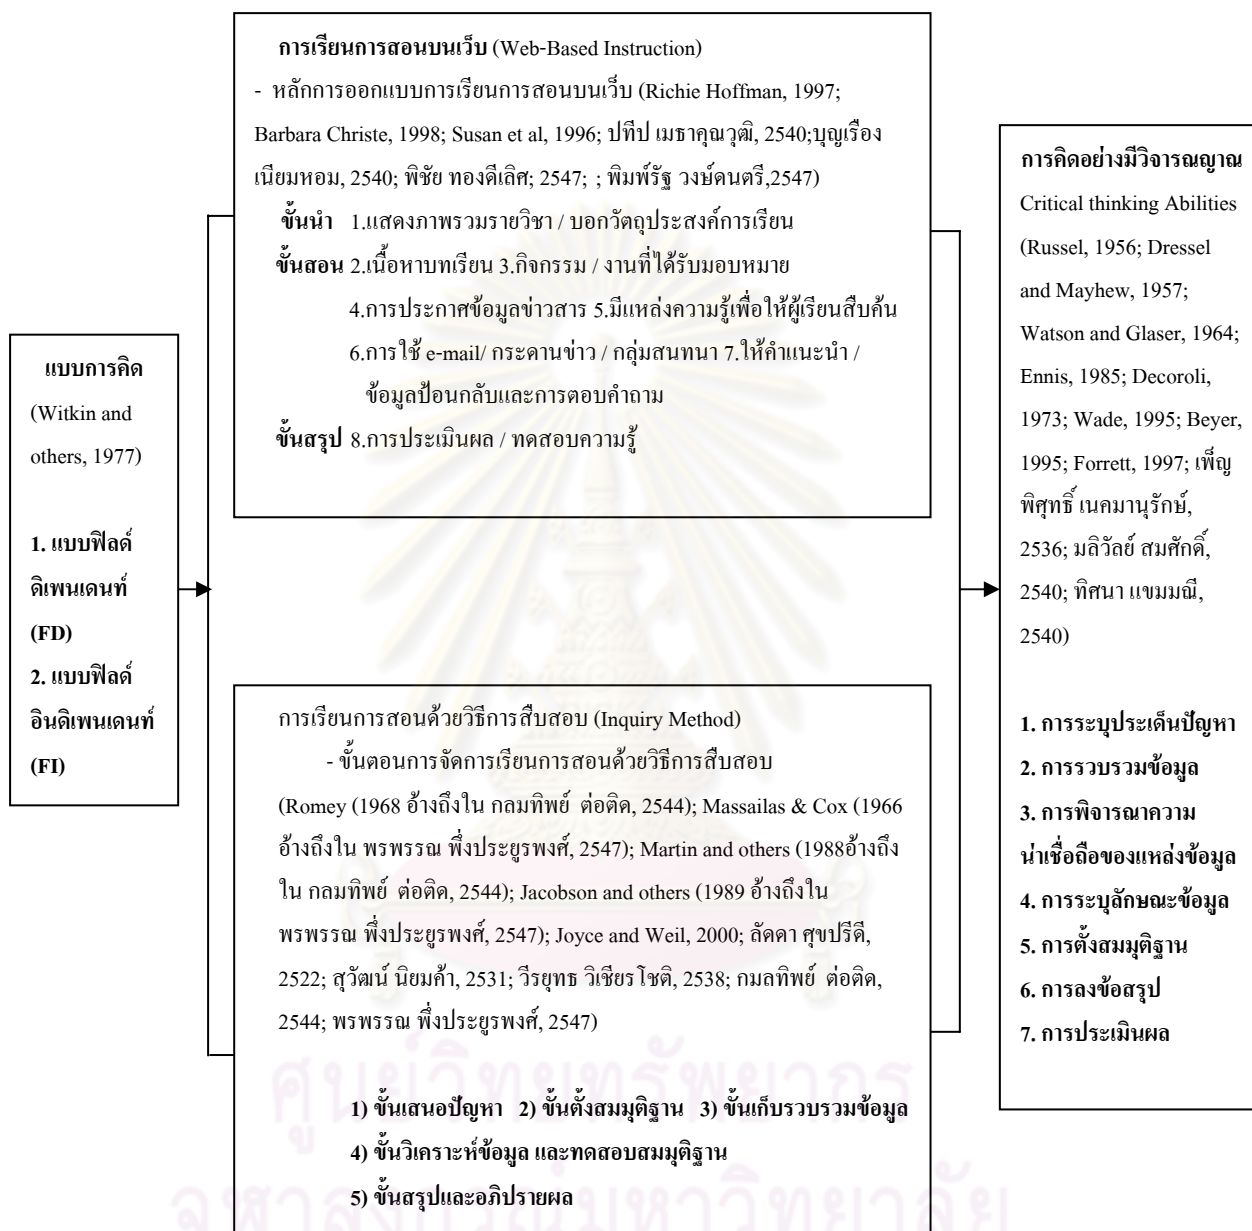 การเรียนการสอนบนเว็บ (Web-Based Instruction)
- หลักการออกแบบการเรียนการสอนบนเว็บ (Richie Hoffman, 1997;
Barbara Christe, 1998; Susan et al, 1996; ปทีป เมธาคุณวุฒิ, 2540;บุญเรือง
เนียมหอม, 2540; พิชัย ทองดีเลิศ; 2547; ; พิมพ์รัฐ วงษ์ดนตรี,2547)
ขั้นนำ 1.แสดงภาพรวมรายวิชา / บอกวัตถุประสงค์การเรียน
ขั้นสอน 2.เนื้อหาบทเรียน 3.กิจกรรม / งานที่ได้รับมอบหมาย
4.การประกาศข้อมูลข่าวสาร 5.มีแหล่งความรู้เพื่อให้ผู้เรียนสืบค้น
6.การใช้ e-mail/ กระดานข่าว / กลุ่มสนทนา 7.ให้คำแนะนำ /
ข้อมูลป้อนกลับและการตอบคำถาม
ขั้นสรุป 8.การประเมินผล / ทดสอบความรู้
แบบการคิด
(Witkin and
others, 1977)
1. แบบฟิลด์
ดิเพนเดนท์
(FD)
2. แบบฟิลด์
อินดิเพนเดนท์
(FI)
การเรียนการสอนด้วยวิธีการสืบสอบ (Inquiry Method)
- ขั้นตอนการจัดการเรียนการสอนด้วยวิธีการสืบสอบ
(Romey (1968 อ้างถึงใน กลมทิพย์ ต่อติด, 2544); Massailas & Cox (1966
อ้างถึงใน พรพรรณ พึ่งประยูรพงศ์, 2547); Martin and others (1988อ้างถึง
ใน กลมทิพย์ ต่อติด, 2544); Jacobson and others (1989 อ้างถึงใน
พรพรรณ พึ่งประยูรพงศ์, 2547); Joyce and Weil, 2000; ลัดดา ศุขปรีดี,
2522; สุวัฒน์ นิยมค้า, 2531; วีรยุทธ วิเชียรโชติ, 2538; กมลทิพย์ ต่อติด,
2544; พรพรรณ พึ่งประยูรพงศ์, 2547)
1) ขั้นเสนอปัญหา 2) ขั้นตั้งสมมุติฐาน 3) ขั้นเก็บรวบรวมข้อมูล
4) ขั้นวิเคราะห์ข้อมูล และทดสอบสมมุติฐาน
5) ขั้นสรุปและอภิปรายผล
การคิดอย่างมีวิจารณญาณ
Critical thinking Abilities
(Russel, 1956; Dressel
and Mayhew, 1957;
Watson and Glaser, 1964;
Ennis, 1985; Decoroli,
1973; Wade, 1995; Beyer,
1995; Forrett, 1997; เพ็ญ
พิศุทธิ์ เนคมานุรักษ์,
2536; มลิวัลย์ สมศักดิ์,
2540; ทิศนา แขมมณี,
2540)
1. การระบุประเด็นปัญหา
2. การรวบรวมข้อมูล
3. การพิจารณาความ
น่าเชื่อถือของแหล่งข้อมูล
4. การระบุลักษณะข้อมูล
5. การตั้งสมมุติฐาน
6. การลงข้อสรุป
7. การประเมินผล
ศูนย์วิทยทรัพยากร
จุฬาลงกรณ์มหาวิทยาลัย